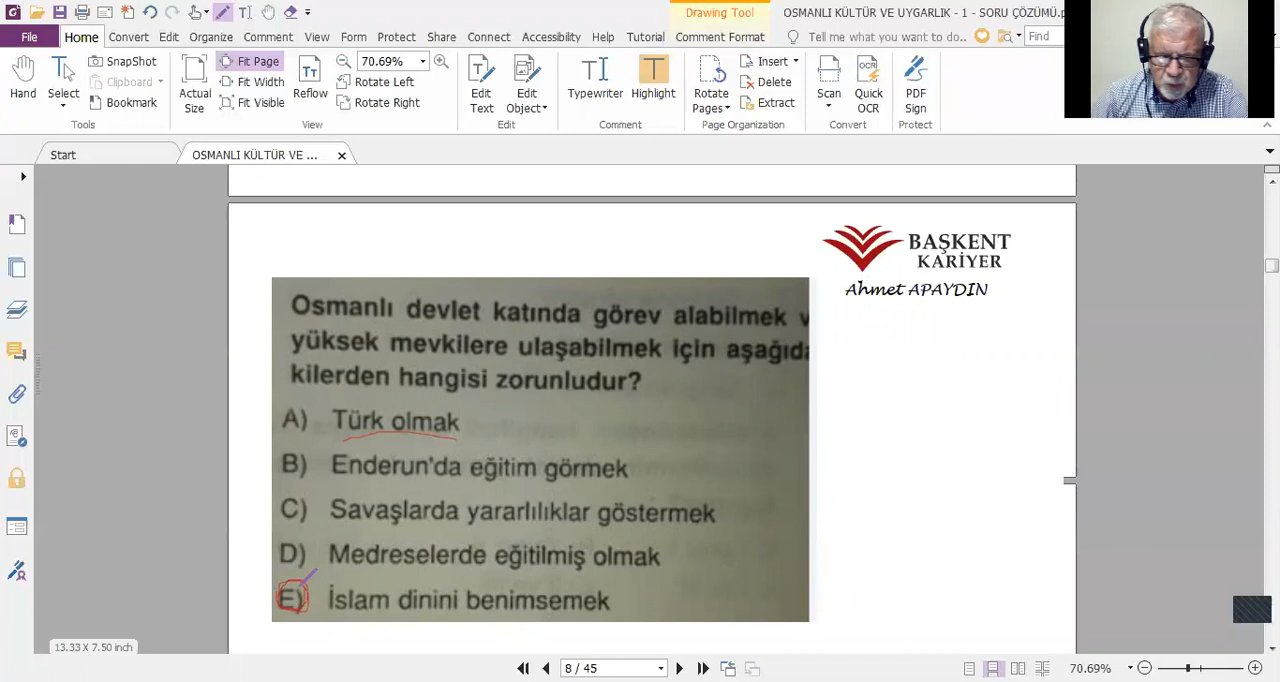 OSMANLI KÜLTÜR VE UYGARLIK - 1 - SORU ÇÖZÜMÜ.p
Drawing Tool
File Home Convert Edit Organize Comment View Form Protect Share Connect Accessibility Help Tutorial Comment Format Tell me what you want to do.. Find
Hand
Select
SnapShot
Clipboard
Bookmark
Tools
Actual
Size
Fit Page
Fit Width
Fit Visible
Reflow
70.69%
Rotate Left
Rotate Right
View
Edit
Text
Edit
Object
Edit
Typewriter
Highlight
Comment
Rotate
Pages
Insert
Delete
Extract
Page Organization
Scan
Quick
OCR
Convert
PDF
Sign
Protect
Start
OSMANLI KÜLTÜR VE ...
BAŞKENT
KARİYER
Ahmet APAYDIN
Osmanlı devlet katında görev alabilmek v
yüksek mevkilere ulaşabilmek için aşağıda
kilerden hangisi zorunludur?
A) Türk olmak
B) Enderun'da eğitim görmek
C) Savaşlarda yararlılıklar göstermek
D) Medreselerde eğitilmiş olmak
E) İslam dinini benimsemek
13.33 X 7.50 inch
8 / 45
70.69%